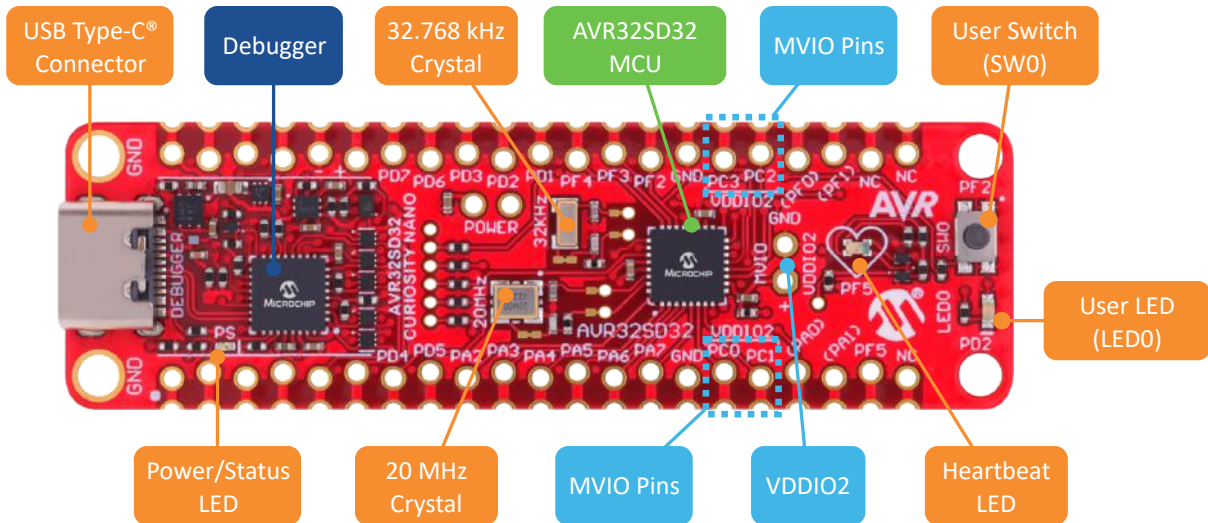 USB Type-C®
Connector
Debugger
32.768 kHz
Crystal
AVR32SD32
MCU
MVIO Pins
User Switch
(SW0)
GND
- +
PD7
PD6
PD3
PD2
PD1
PF4
PF3
PF2
GND
PC3
PC2
(PF0)
(PF1)
NC
NC
PF2
VDDIO2
GND
AVR
POWER
32KHz
SW0
DEBUGGER
AVR32SD32
CURIOSITY NANO
MICROCHIP
MICROCHIP
MVIO
VDDIO2
PF5
20MHz
+
LED0
PS
AVR32SD32
VDDIO2
PD2
GND
PD4
PD5
PA2
PA3
PA4
PA5
PA6
PA7
GND
PC0
PC1
(PA0)
(PA1)
PF5
NC
User LED
(LED0)
Power/Status
LED
20 MHz
Crystal
MVIO Pins
VDDIO2
Heartbeat
LED